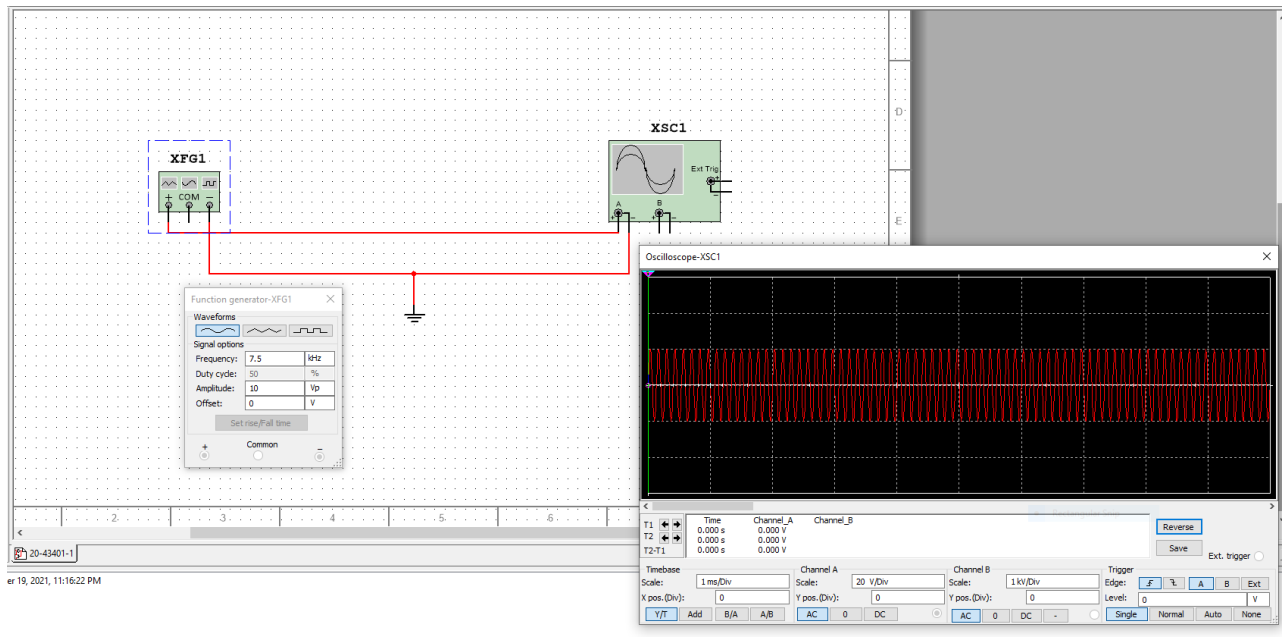 D
XSC1
XFG1
Ext Trig
+
-
COM
+ -
A B
+ - + -
E
Oscilloscope-XSC1
Function generator-XFG1
Waveforms
Signal options
Frequency: 7.5 kHz
Duty cycle: 50 %
Amplitude: 10 Vp
Offset: 0 V
Set rise/Fall time
+ Common -
2 3 4 5 6
20-43401-1
er 19, 2021, 11:16:22 PM
Time Channel_A Channel_B
T1 0.000 s 0.000 V
T2 0.000 s 0.000 V
T2-T1 0.000 s 0.000 V
Reverse
Save
Ext. trigger
Timebase Channel A Channel B Trigger
Scale: 1 ms/Div Scale: 20 V/Div Scale: 1 kV/Div Edge: A B Ext
X pos.(Div): 0 Y pos.(Div): 0 Y pos.(Div): 0 Level: 0 V
Y/T Add B/A A/B AC 0 DC AC 0 DC - Single Normal Auto None